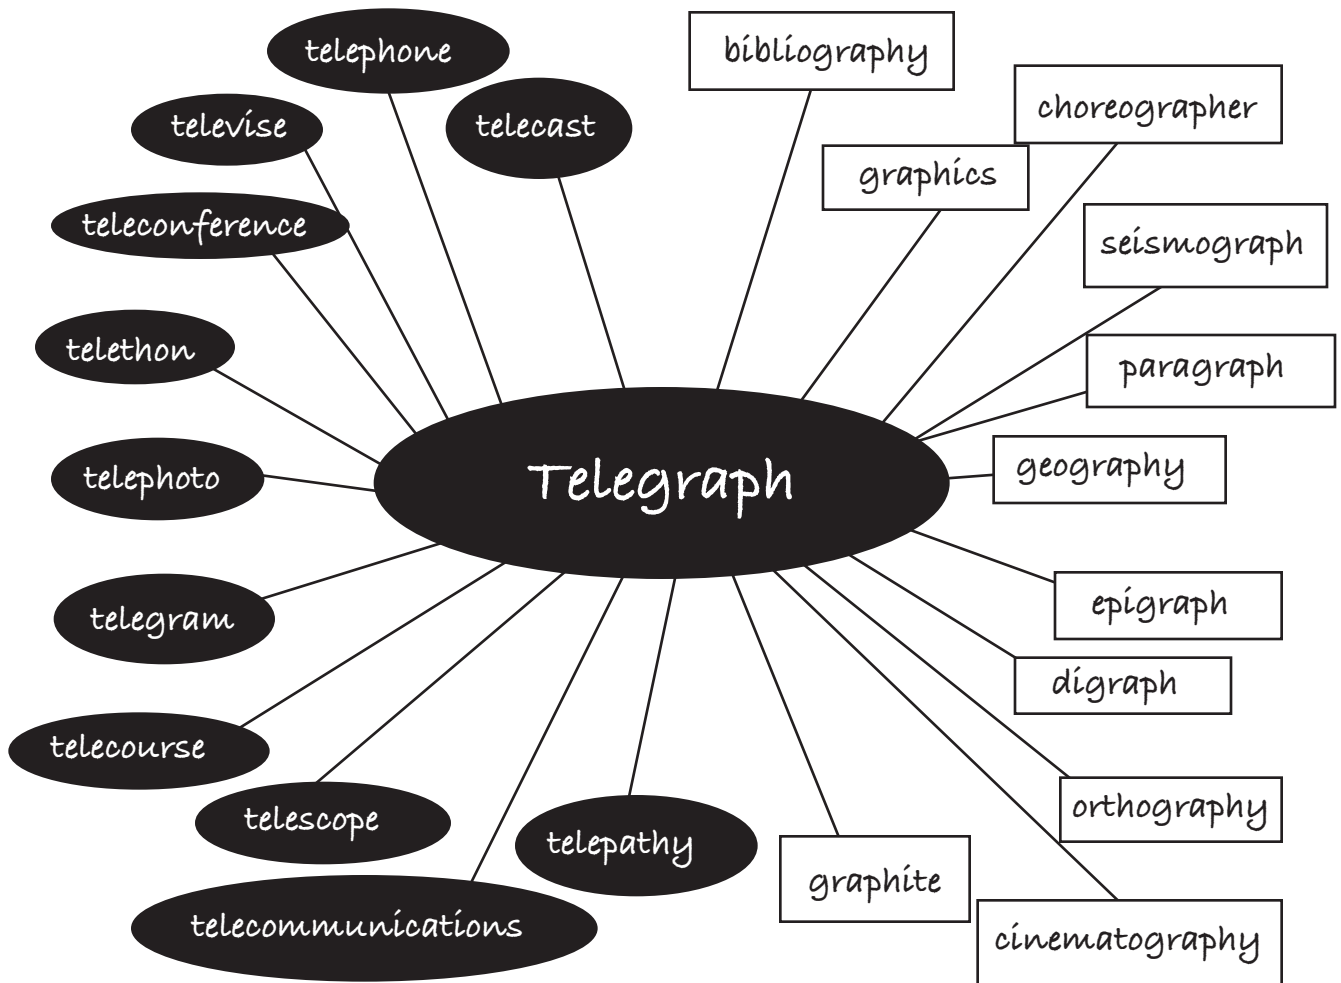 telephone
bibliography
telecast
televise
choreographer
graphics
teleconference
seismograph
telethon
paragraph
Telegraph
geography
telephoto
epigraph
telegram
digraph
telecourse
orthography
telescope
telepathy
graphite
telecommunications
cinematography